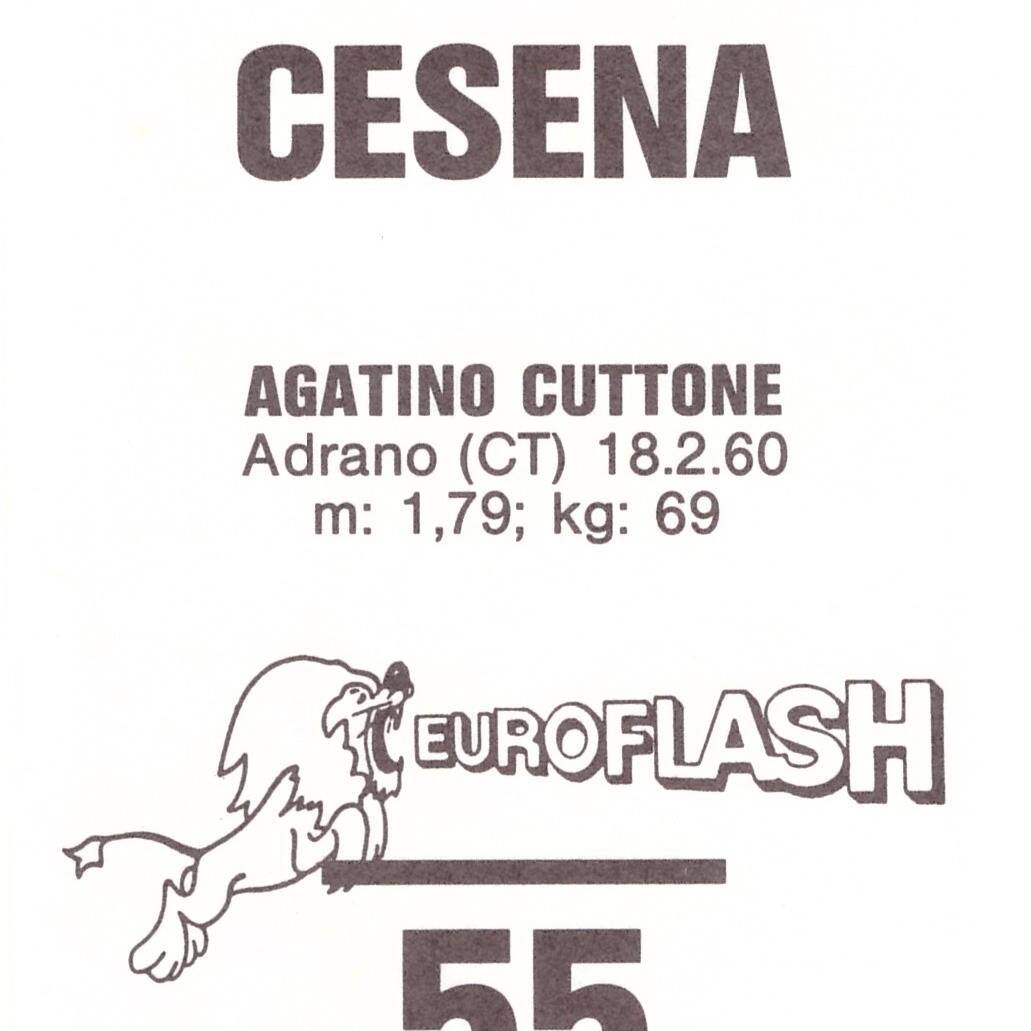 CESENA
AGATINO CUTTONE
Adrano (CT) 18.2.60
m: 1,79; kg: 69
EUROFLASH
55